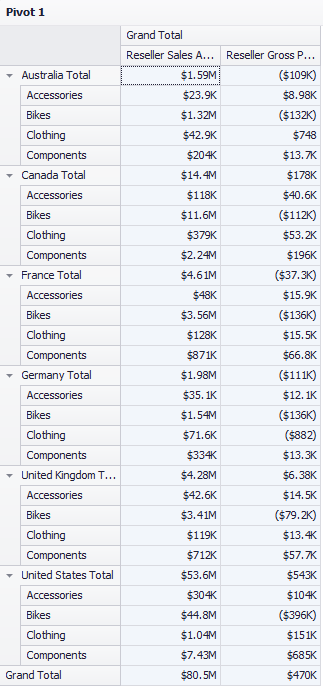 Pivot 1
Grand Total
Reseller Sales A... Reseller Gross P...
Australia Total $1.59M ($109K)
Accessories $23.9K $8.98K
Bikes $1.32M ($132K)
Clothing $42.9K $748
Components $204K $13.7K
Canada Total $14.4M $178K
Accessories $118K $40.6K
Bikes $11.6M ($112K)
Clothing $379K $53.2K
Components $2.24M $196K
France Total $4.61M ($37.3K)
Accessories $48K $15.9K
Bikes $3.56M ($136K)
Clothing $128K $15.5K
Components $871K $66.8K
Germany Total $1.98M ($111K)
Accessories $35.1K $12.1K
Bikes $1.54M ($136K)
Clothing $71.6K ($882)
Components $334K $13.3K
United Kingdom T... $4.28M $6.38K
Accessories $42.6K $14.5K
Bikes $3.41M ($79.2K)
Clothing $119K $13.4K
Components $712K $57.7K
United States Total $53.6M $543K
Accessories $304K $104K
Bikes $44.8M ($396K)
Clothing $1.04M $151K
Components $7.43M $685K
Grand Total $80.5M $470K